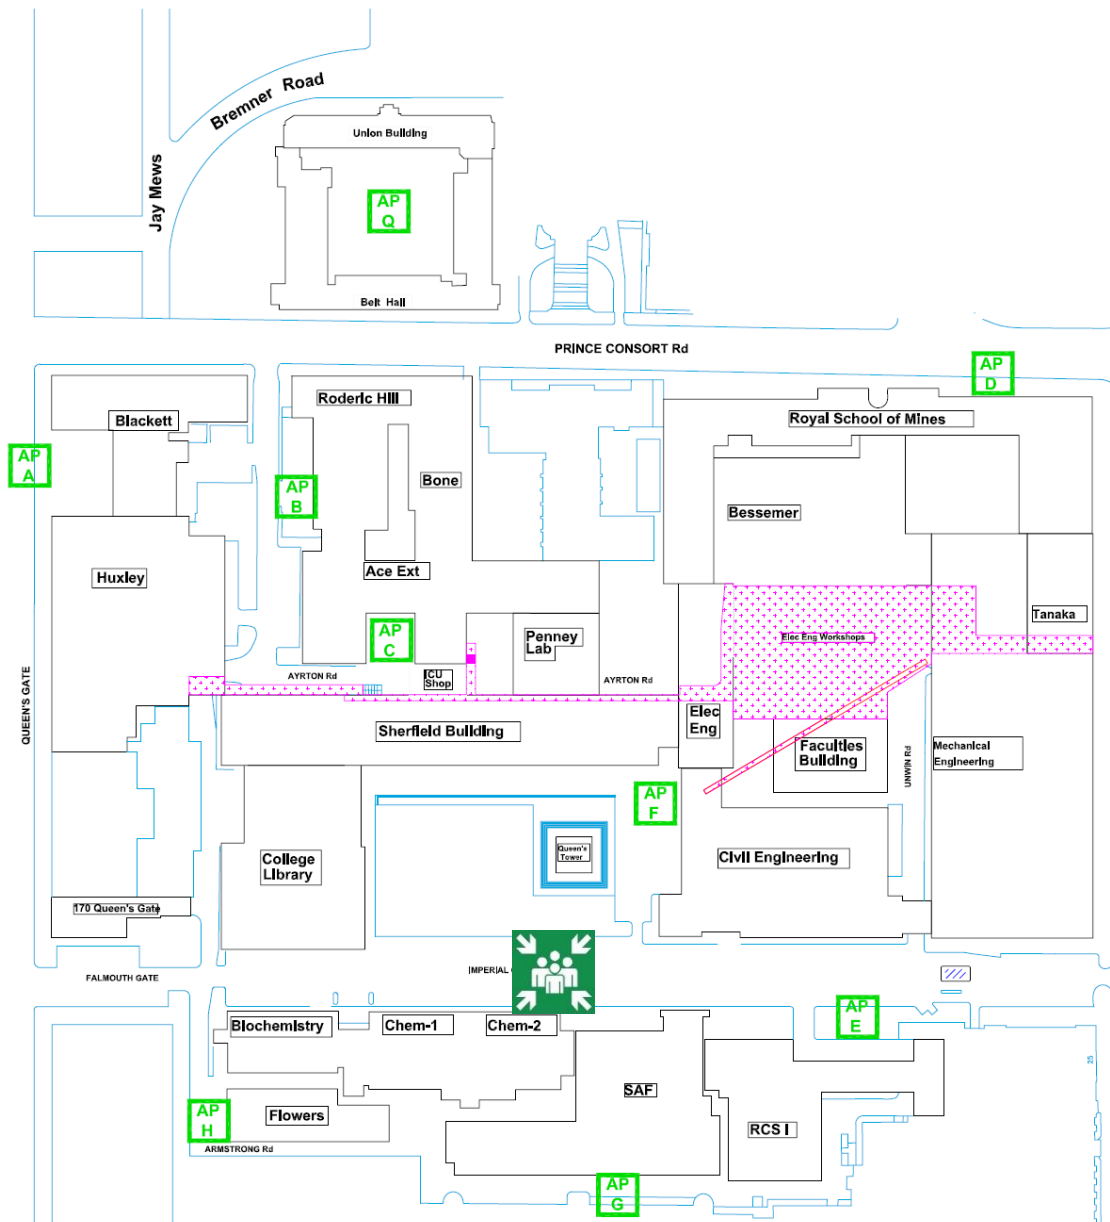 Bremner Road
Jay Mews
Union Building
AP
Q
Belt Hall
PRINCE CONSORT Rd
AP
D
Blackett
Roderic Hill
Royal School of Mines
AP
A
AP
B
Bone
Bessemer
Huxley
Ace Ext
AP
C
Penney
Lab
Elec Eng Workshops
Tanaka
QUEEN'S GATE
AYRTON Rd
ICU
Shop
AYRTON Rd
Sherfield Building
Elec
Eng
Faculties
Building
UNWIN Rd
Mechanical
Engineering
AP
F
College
Library
Queen's
Tower
Civil Engineering
170 Queen's Gate
FALMOUTH GATE
IMPERIAL
AP
E
Biochemistry
Chem-1
Chem-2
SAF
25
AP
H
Flowers
RCS I
ARMSTRONG Rd
AP
G